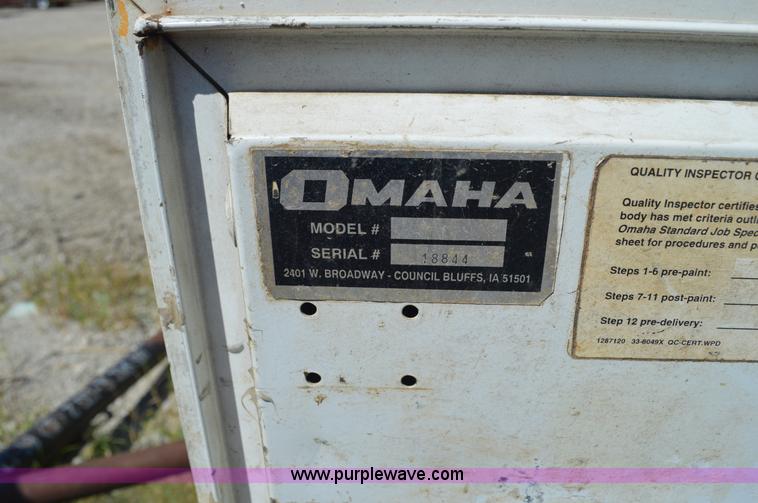 OMAHA
MODEL #
SERIAL # 18844
2401 W. BROADWAY - COUNCIL BLUFFS, IA 51501
QUALITY INSPECTOR
Quality Inspector certifies
body has met criteria
Omaha Standard Job
sheet for procedures and
Steps 1-6 pre-paint:
Steps 7-11 post-paint:
Step 12 pre-delivery:
1287120 33-6049X QC-CERT.WPD
www.purplewave.com